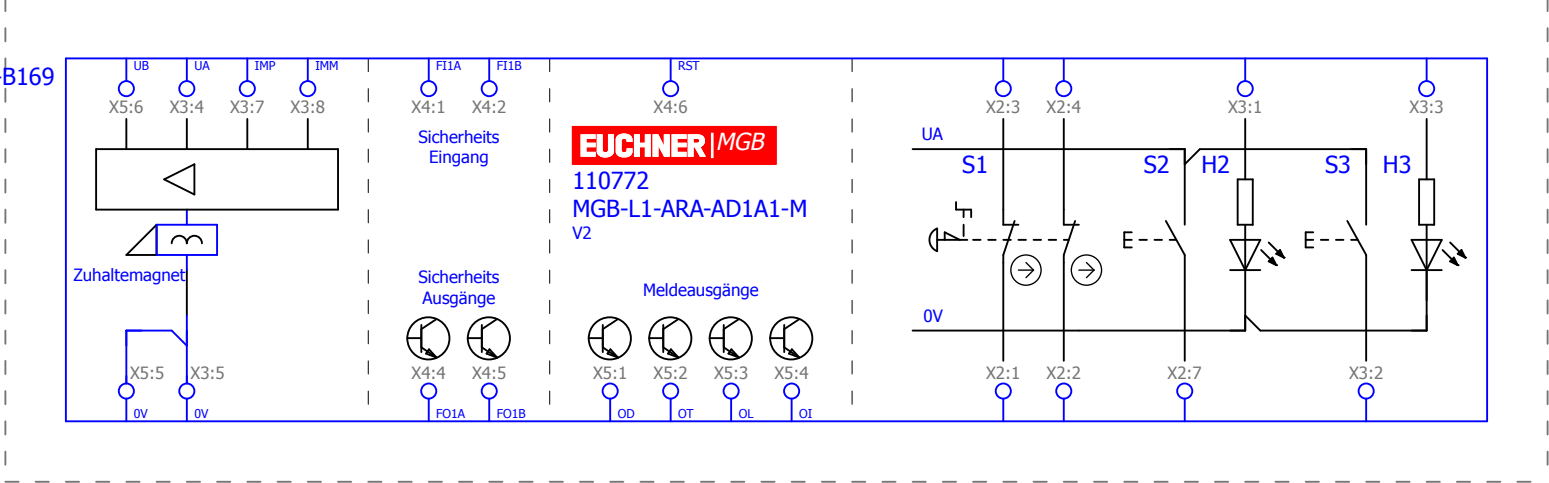 -B169
UB UA IMP IMM FI1A FI1B RST
X5:6 X3:4 X3:7 X3:8 X4:1 X4:2 X4:6 X2:3 X2:4 X3:1 X3:3
Sicherheits
Eingang
EUCHNER|MGB
110772
MGB-L1-ARA-AD1A1-M
V2
UA
S1 S2 H2 S3 H3
Zuhaltemagnet
Sicherheits
Ausgänge
Meldeausgänge
0V
X5:5 X3:5 X4:4 X4:5 X5:1 X5:2 X5:3 X5:4 X2:1 X2:2 X2:7 X3:2
0V 0V FO1A FO1B OD OT OL OI